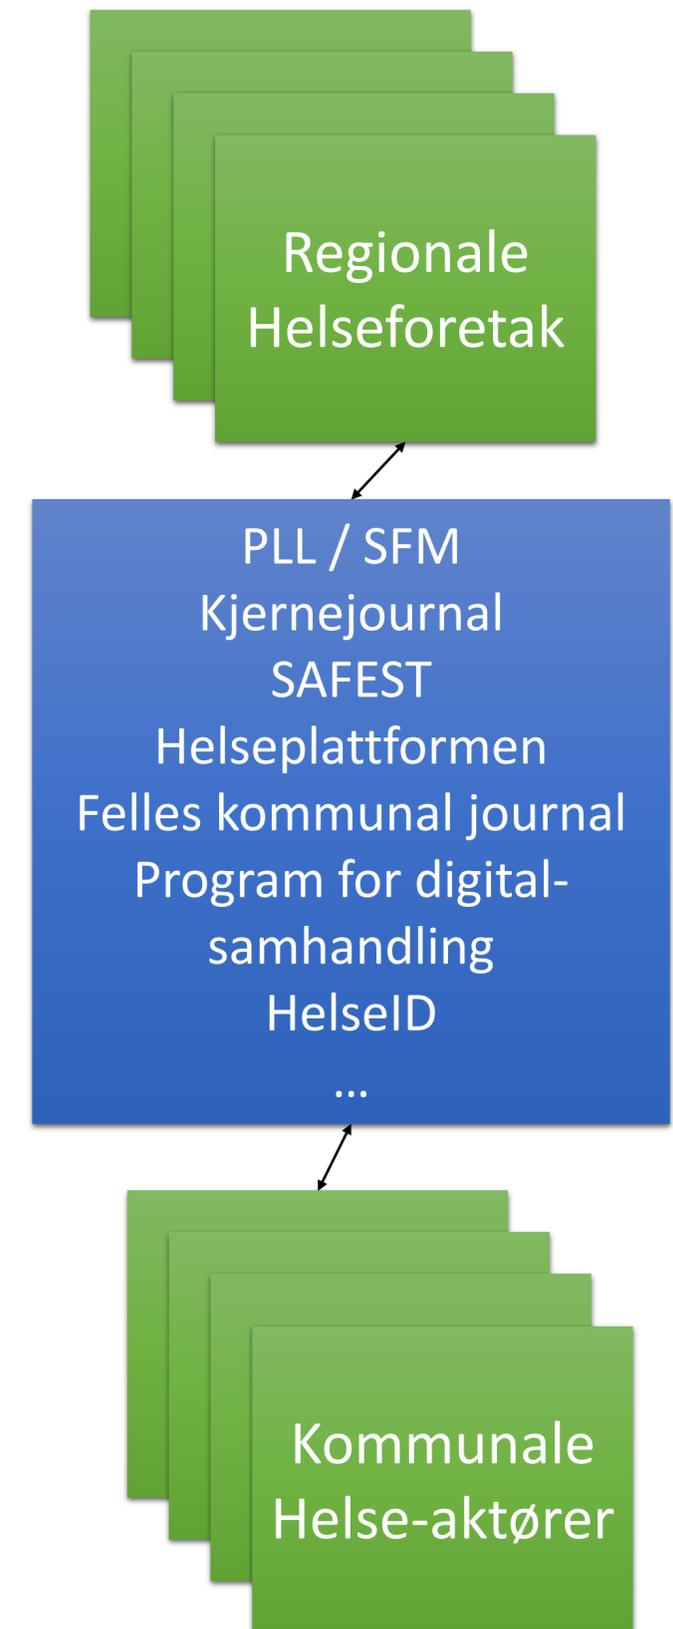 Regionale
Helseforetak
PLL / SFM
Kjernejournal
SAFEST
Helseplattformen
Felles kommunal journal
Program for digital-
samhandling
HelseID
...
Kommunale
Helse-aktører